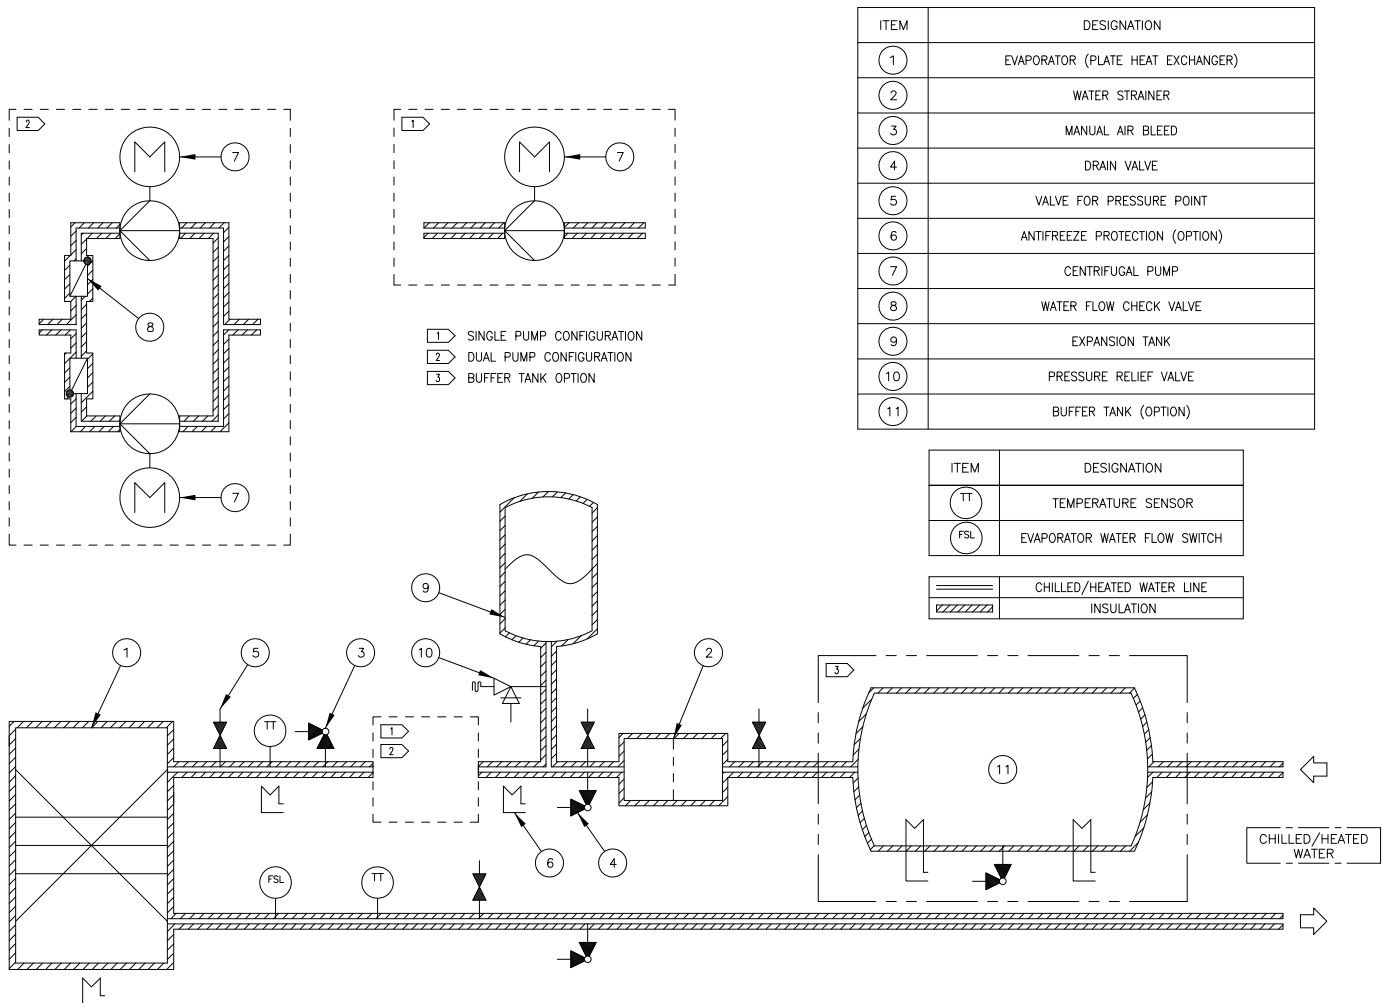 ITEM DESIGNATION
1 EVAPORATOR (PLATE HEAT EXCHANGER)
2 WATER STRAINER
3 MANUAL AIR BLEED
4 DRAIN VALVE
5 VALVE FOR PRESSURE POINT
6 ANTIFREEZE PROTECTION (OPTION)
7 CENTRIFUGAL PUMP
8 WATER FLOW CHECK VALVE
9 EXPANSION TANK
10 PRESSURE RELIEF VALVE
11 BUFFER TANK (OPTION)
2
7
8
7
1
7
1 SINGLE PUMP CONFIGURATION
2 DUAL PUMP CONFIGURATION
3 BUFFER TANK OPTION
ITEM DESIGNATION
TT TEMPERATURE SENSOR
FSL EVAPORATOR WATER FLOW SWITCH
CHILLED/HEATED WATER LINE
INSULATION
9
1
5
3
10
2
3
TT
1
2
11
6
4
CHILLED/HEATED
WATER
FSL
TT